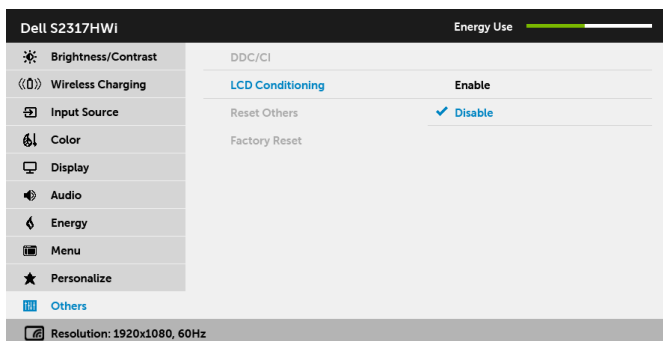 Dell S2317HWi Energy Use
Brightness/Contrast DDC/CI
Wireless Charging LCD Conditioning Enable
Input Source Reset Others Disable
Color Factory Reset
Display
Audio
Energy
Menu
Personalize
Others
Resolution: 1920x1080, 60Hz